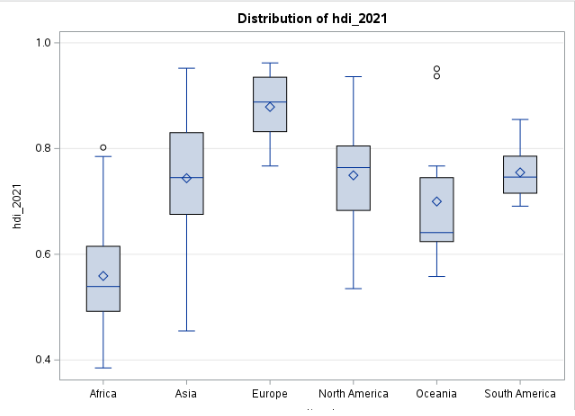 Distribution of hdi_2021
1.0
0.8
0.6
0.4
hdi_2021
Africa
Asia
Europe
North America
Oceania
South America